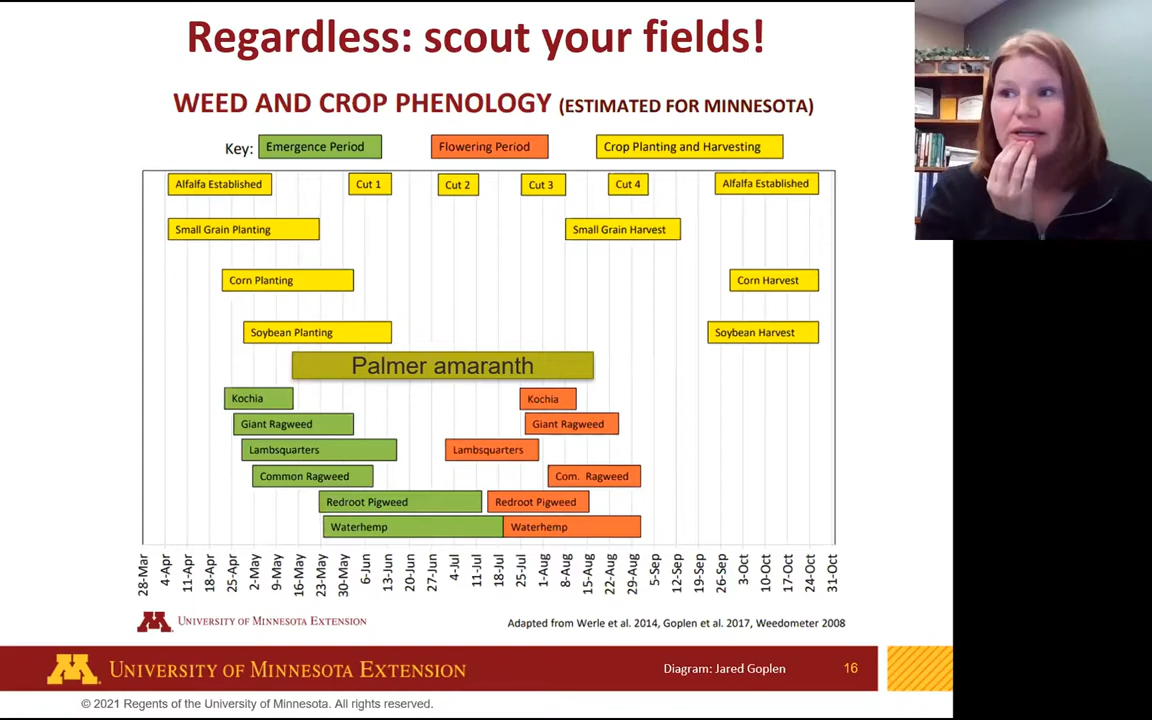 Regardless: scout your fields!
WEED AND CROP PHENOLOGY (ESTIMATED FOR MINNESOTA)
Key: Emergence Period Flowering Period Crop Planting and Harvesting
Alfalfa Established Cut 1 Cut 2 Cut 3 Cut 4 Alfalfa Established
Small Grain Planting Small Grain Harvest
Corn Planting Corn Harvest
Soybean Planting Soybean Harvest
Palmer amaranth
Kochia Kochia
Giant Ragweed Giant Ragweed
Lambsquarters Lambsquarters
Common Ragweed Com. Ragweed
Redroot Pigweed Redroot Pigweed
Waterhemp Waterhemp
28-Mar 4-Apr 11-Apr 18-Apr 25-Apr 2-May 9-May 16-May 23-May 30-May 6-Jun 13-Jun 20-Jun 27-Jun 4-Jul 11-Jul 18-Jul 25-Jul 1-Aug 8-Aug 15-Aug 22-Aug 29-Aug 5-Sep 12-Sep 19-Sep 26-Sep 3-Oct 10-Oct 17-Oct 24-Oct 31-Oct
M UNIVERSITY OF MINNESOTA EXTENSION Adapted from Werle et al. 2014, Goplen et al. 2017, Weedometer 2008
M UNIVERSITY OF MINNESOTA EXTENSION Diagram: Jared Goplen 16
© 2021 Regents of the University of Minnesota. All rights reserved.